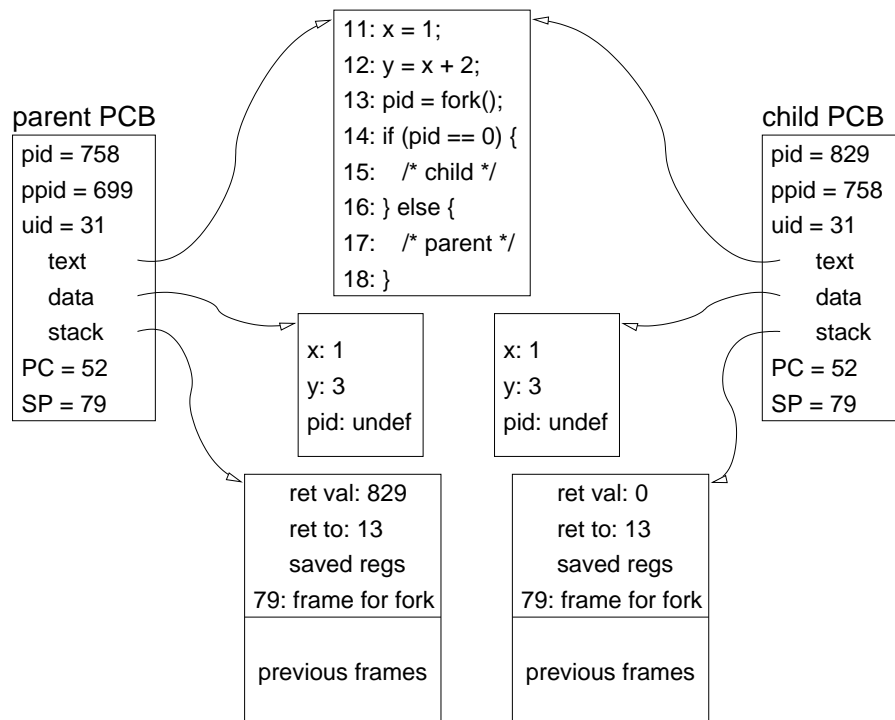 11: x = 1;
12: y = x + 2;
13: pid = fork();
14: if (pid == 0) {
15: /* child */
16: } else {
17: /* parent */
18: }
parent PCB
pid = 758
ppid = 699
uid = 31
text
data
stack
PC = 52
SP = 79
child PCB
pid = 829
ppid = 758
uid = 31
text
data
stack
PC = 52
SP = 79
x: 1
y: 3
pid: undef
x: 1
y: 3
pid: undef
ret val: 829
ret to: 13
saved regs
79: frame for fork
previous frames
ret val: 0
ret to: 13
saved regs
79: frame for fork
previous frames